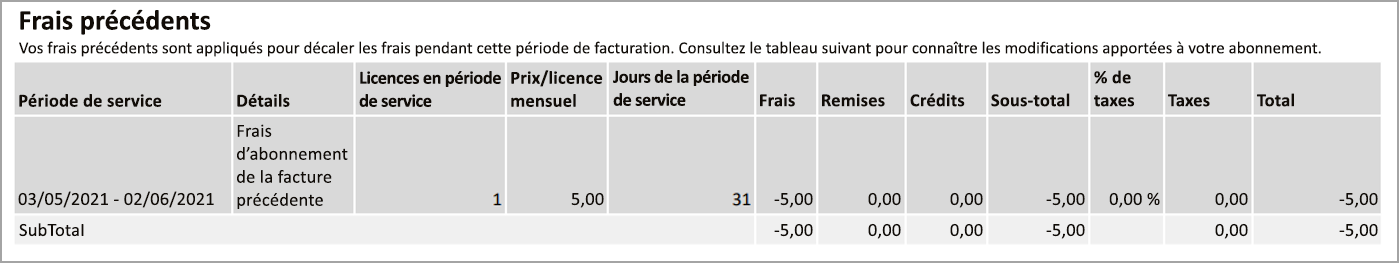 Frais précédents
Vos frais précédents sont appliqués pour décaler les frais pendant cette période de facturation. Consultez le tableau suivant pour connaître les modifications apportées à votre abonnement.
Période de service Détails Licences en période de service Prix/licence mensuel Jours de la période de service Frais Remises Crédits Sous-total % de taxes Taxes Total
03/05/2021 - 02/06/2021 Frais d’abonnement de la facture précédente 1 5,00 31 -5,00 0,00 0,00 -5,00 0,00 % 0,00 -5,00
SubTotal -5,00 0,00 0,00 -5,00 0,00 -5,00